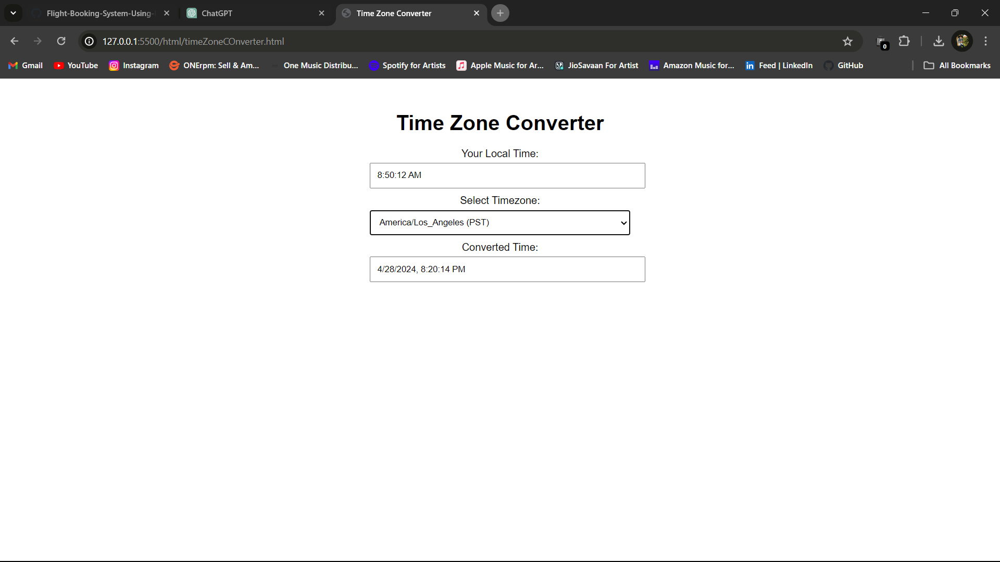 Flight-Booking-System-Using-
ChatGPT
Time Zone Converter
127.0.0.1:5500/html/timeZoneCOnverter.html
0
Gmail
YouTube
Instagram
ONErpm: Sell & Am...
One Music Distribu...
Spotify for Artists
Apple Music for Ar...
JioSavaan For Artist
Amazon Music for...
Feed | LinkedIn
GitHub
All Bookmarks
Time Zone Converter
Your Local Time:
8:50:12 AM
Select Timezone:
America/Los_Angeles (PST)
Converted Time:
4/28/2024, 8:20:14 PM